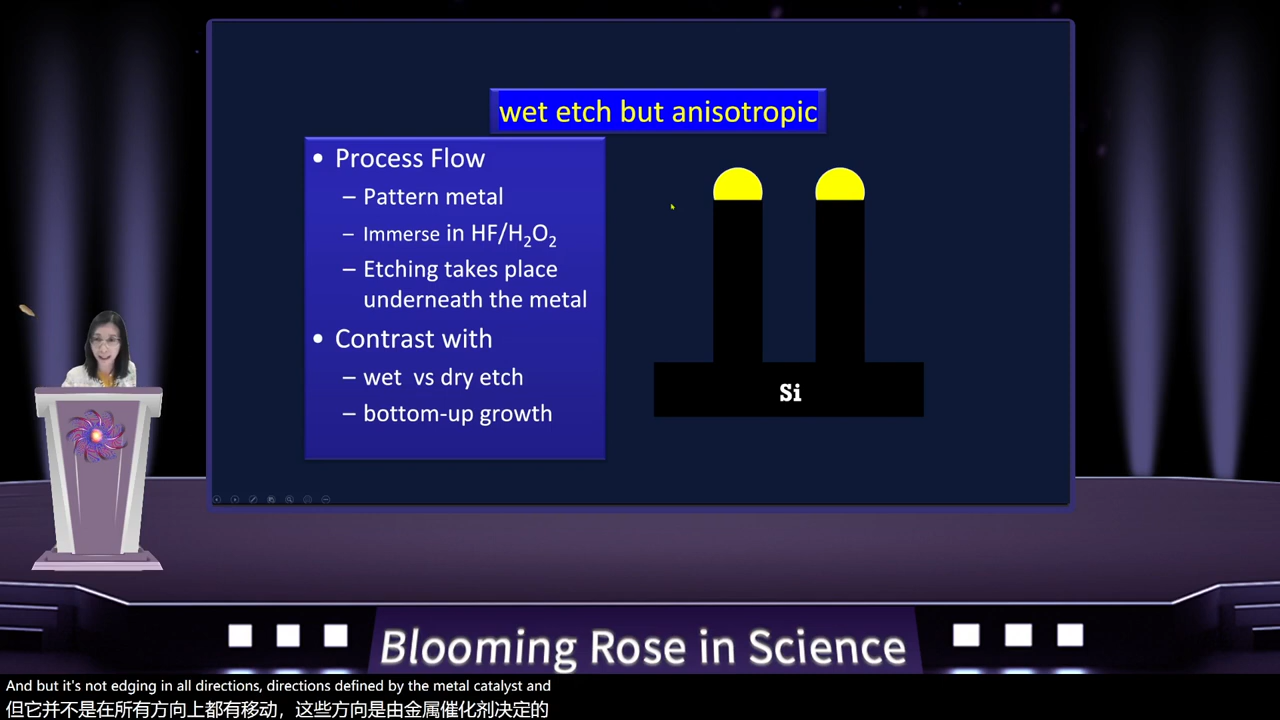 wet etch but anisotropic
• Process Flow
– Pattern metal
– Immerse in HF/H₂O₂
– Etching takes place
underneath the metal
• Contrast with
– wet vs dry etch
– bottom-up growth
Si
Blooming Rose in Science
And but it's not edging in all directions, directions defined by the metal catalyst and
但它并不是在所有方向上都有移动，这些方向是由金属催化剂决定的